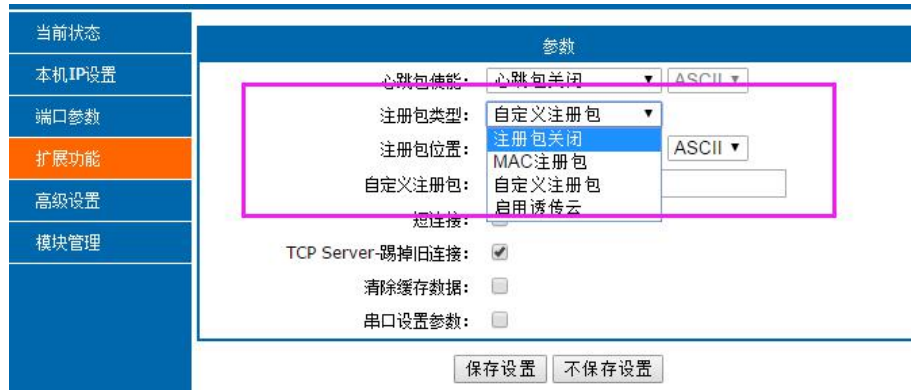 当前状态
本机IP设置
端口参数
扩展功能
高级设置
模块管理
参数
心跳包使能: 心跳包关闭 ASCII
注册包类型: 自定义注册包
注册包关闭
MAC注册包
自定义注册包
启用透传云
注册包位置: ASCII
自定义注册包:
短连接:
TCP Server-踢掉旧连接:
清除缓存数据:
串口设置参数:
保存设置 不保存设置